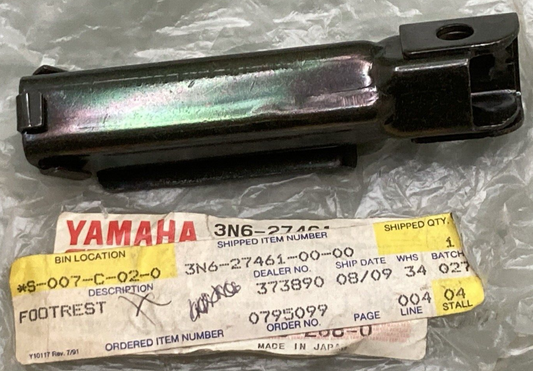 YAMAHA 3N6-2746
SHIPPED ITEM NUMBER SHIPPED QTY.
BIN LOCATION 3N6-27461-00-00 1
*S-007-C-02-0 DEALER NO. SHIP DATE WHS BATCH
DESCRIPTION 373890 08/09 34 027
FOOTREST X
0795099 004 04
ORDERED ITEM NUMBER ORDER NO. PAGE LINE STALL
Y10117 Rev. 7/91
MADE IN JAPAN